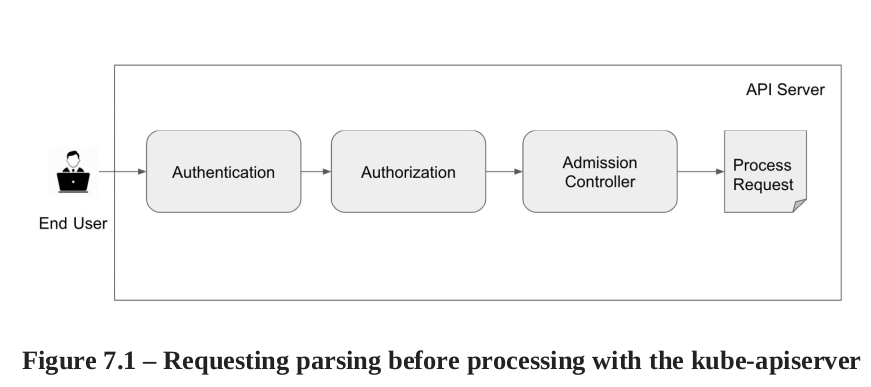 API Server
Authentication
Authorization
Admission
Controller
Process
Request
End User
Figure 7.1 – Requesting parsing before processing with the kube-apiserver